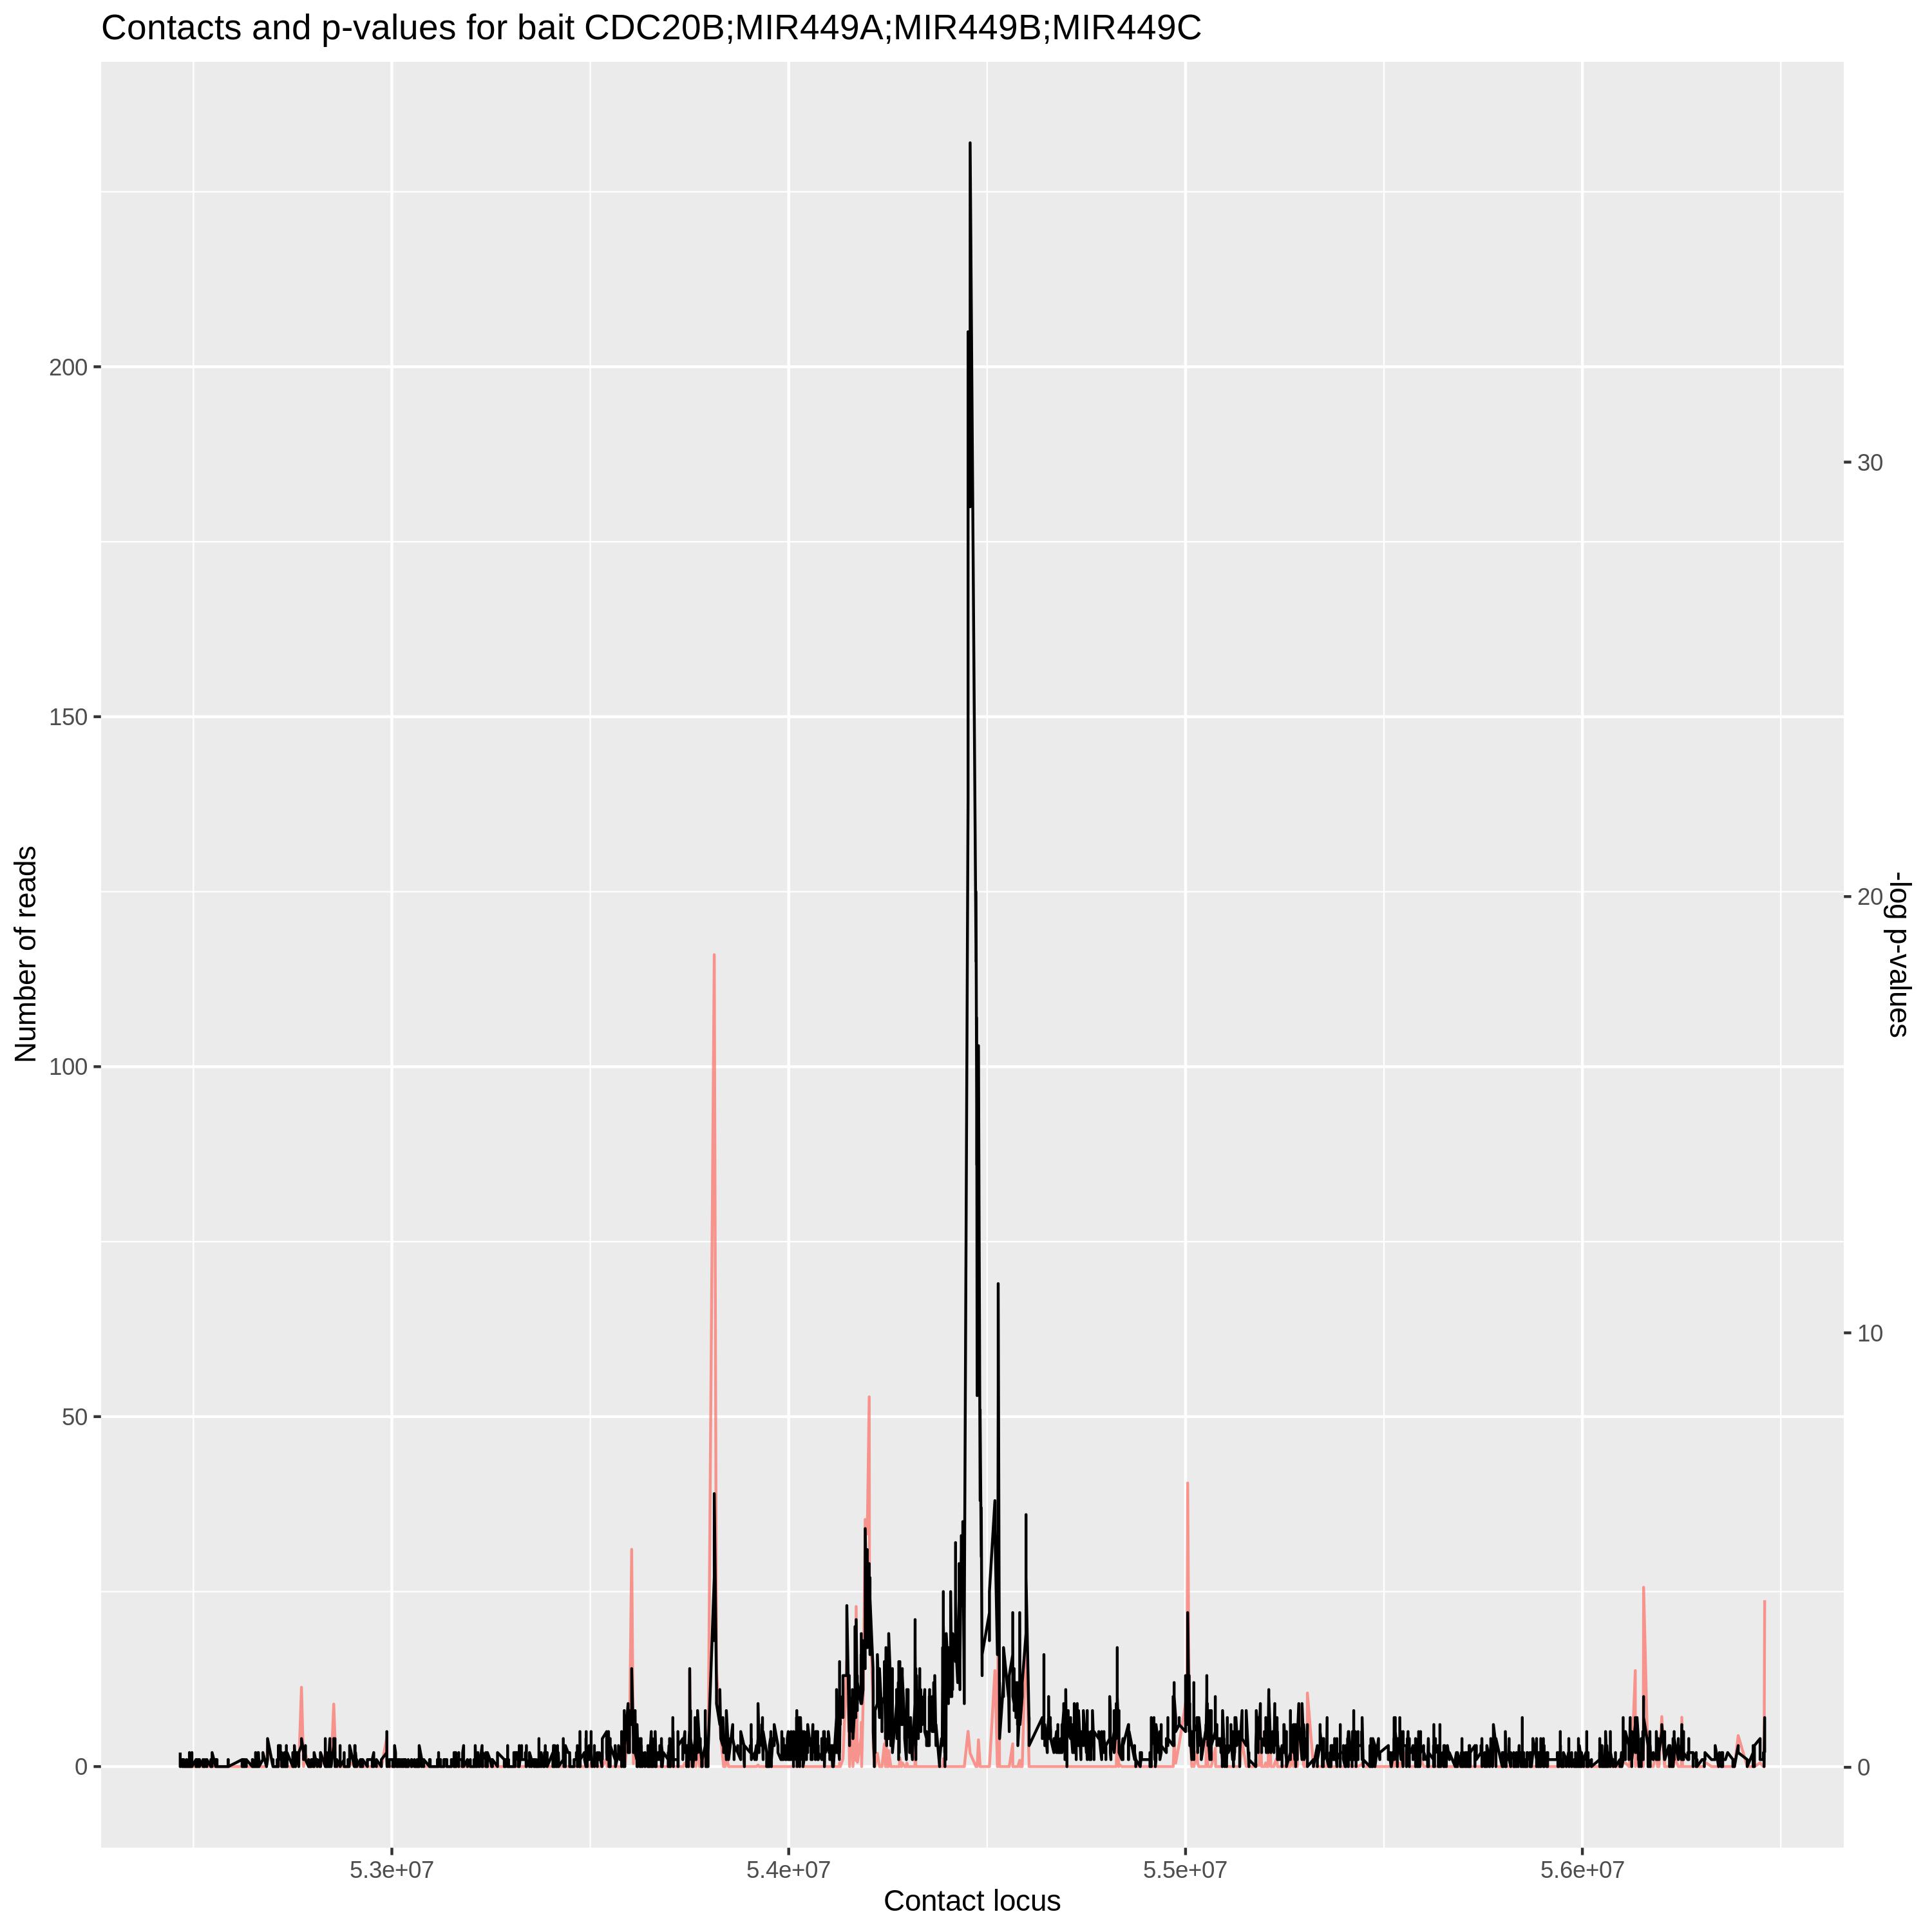 Contacts and p-values for bait CDC20B;MIR449A;MIR449B;MIR449C
Number of reads
200
150
100
50
0
30
20
10
0
-log p-values
5.3e+07
5.4e+07
5.5e+07
5.6e+07
Contact locus